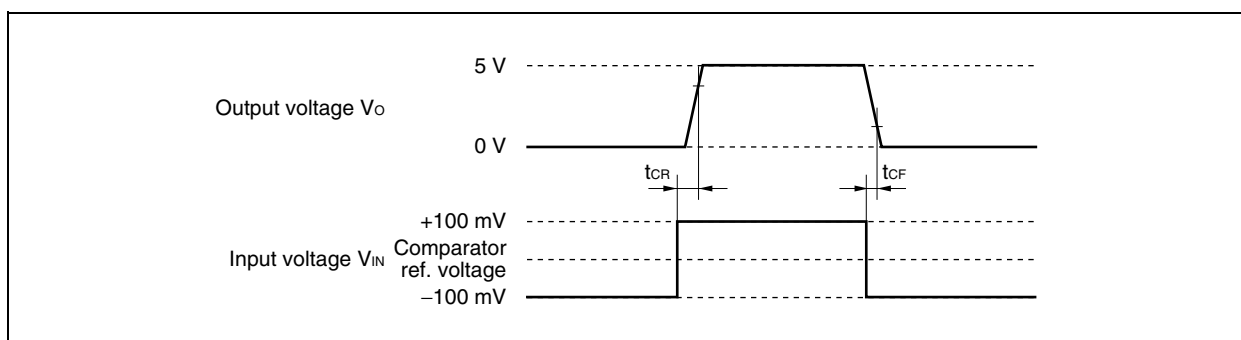 5 V
Output voltage Vo
0 V
tCR
tCF
+100 mV
Input voltage VIN
Comparator
ref. voltage
−100 mV